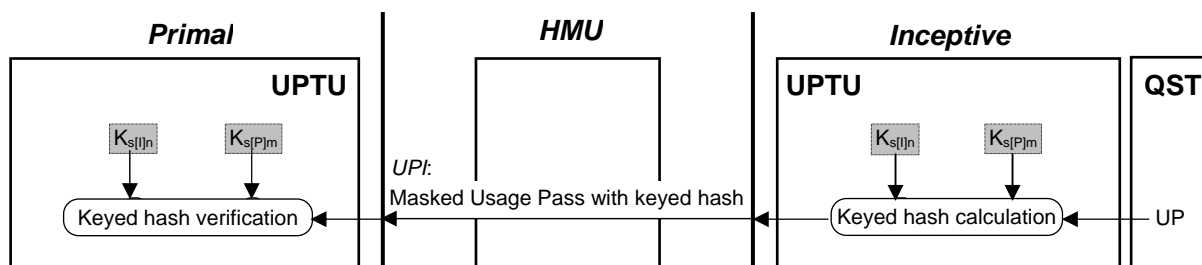 Primal HMU Inceptive
UPTU UPTU QST
Ks[I]n Ks[P]m Ks[I]n Ks[P]m
UPI:
Masked Usage Pass with keyed hash
Keyed hash verification Keyed hash calculation UP